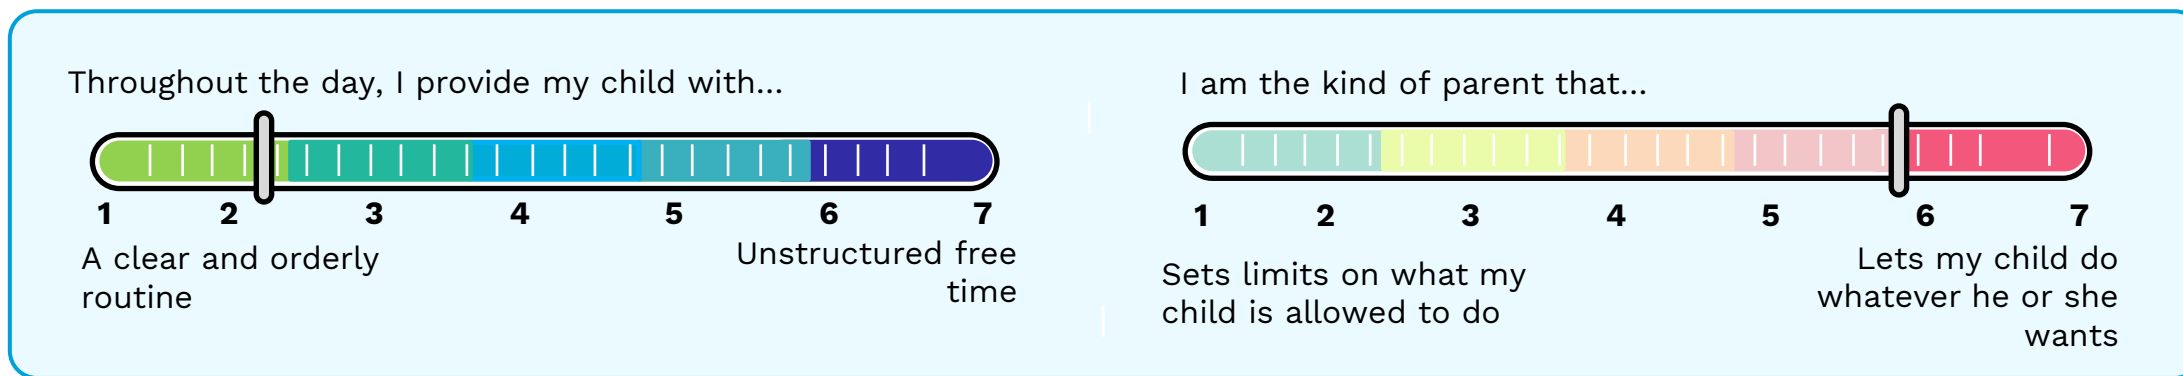 Throughout the day, I provide my child with...
1 2 3 4 5 6 7
A clear and orderly
routine
Unstructured free
time
I am the kind of parent that...
1 2 3 4 5 6 7
Sets limits on what my
child is allowed to do
Lets my child do
whatever he or she
wants